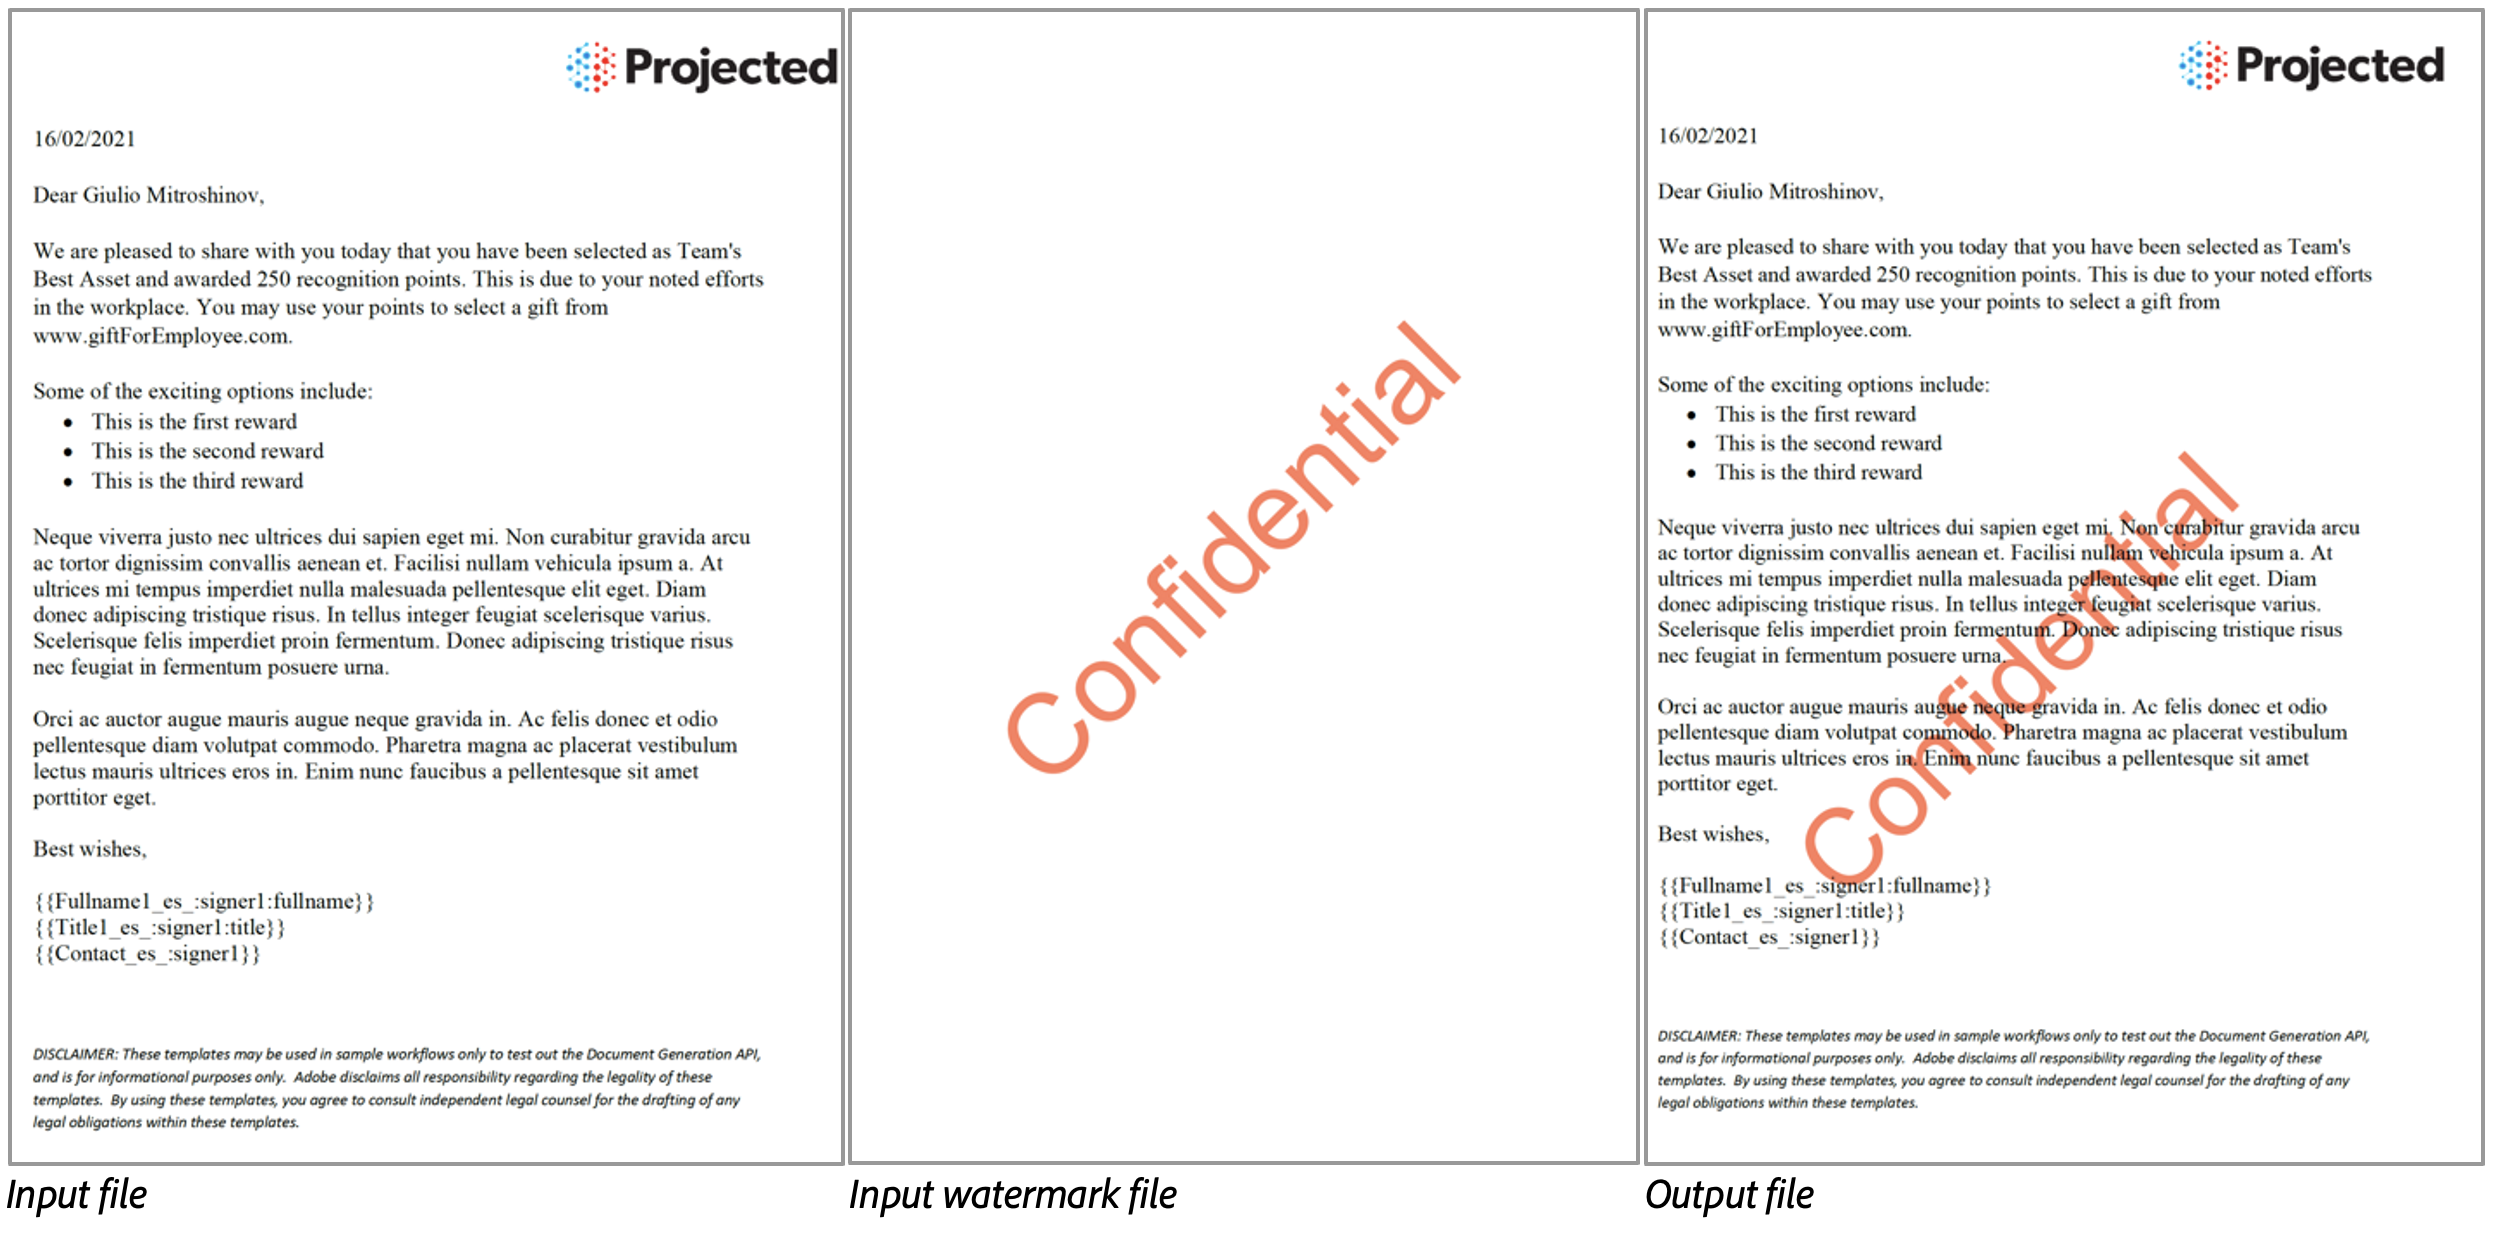 Projected
16/02/2021
Dear Giulio Mitroshinov,
We are pleased to share with you today that you have been selected as Team's
Best Asset and awarded 250 recognition points. This is due to your noted efforts
in the workplace. You may use your points to select a gift from
www.giftForEmployee.com.
Some of the exciting options include:
• This is the first reward
• This is the second reward
• This is the third reward
Neque viverra justo nec ultrices dui sapien eget mi. Non curabitur gravida arcu
ac tortor dignissim convallis aenean et. Facilisi nullam vehicula ipsum a. At
ultrices mi tempus imperdiet nulla malesuada pellentesque elit eget. Diam
donec adipiscing tristique risus. In tellus integer feugiat scelerisque varius.
Scelerisque felis imperdiet proin fermentum. Donec adipiscing tristique risus
nec feugiat in fermentum posuere urna.
Orci ac auctor augue mauris augue neque gravida in. Ac felis donec et odio
pellentesque diam volutpat commodo. Pharetra magna ac placerat vestibulum
lectus mauris ultrices eros in. Enim nunc faucibus a pellentesque sit amet
porttitor eget.
Best wishes,
{{Fullname1_es_:signer1:fullname}}
{{Title1_es_:signer1:title}}
{{Contact_es_:signer1}}
DISCLAIMER: These templates may be used in sample workflows only to test out the Document Generation API,
and is for informational purposes only. Adobe disclaims all responsibility regarding the legality of these
templates. By using these templates, you agree to consult independent legal counsel for the drafting of any
legal obligations within these templates.
Input file
Confidential
Input watermark file
Projected
16/02/2021
Dear Giulio Mitroshinov,
We are pleased to share with you today that you have been selected as Team's
Best Asset and awarded 250 recognition points. This is due to your noted efforts
in the workplace. You may use your points to select a gift from
www.giftForEmployee.com.
Some of the exciting options include:
• This is the first reward
• This is the second reward
• This is the third reward
Neque viverra justo nec ultrices dui sapien eget mi. Non curabitur gravida arcu
ac tortor dignissim convallis aenean et. Facilisi nullam vehicula ipsum a. At
ultrices mi tempus imperdiet nulla malesuada pellentesque elit eget. Diam
donec adipiscing tristique risus. In tellus integer feugiat scelerisque varius.
Scelerisque felis imperdiet proin fermentum. Donec adipiscing tristique risus
nec feugiat in fermentum posuere urna.
Orci ac auctor augue mauris augue neque gravida in. Ac felis donec et odio
pellentesque diam volutpat commodo. Pharetra magna ac placerat vestibulum
lectus mauris ultrices eros in. Enim nunc faucibus a pellentesque sit amet
porttitor eget.
Best wishes,
{{Fullname1_es_:signer1:fullname}}
{{Title1_es_:signer1:title}}
{{Contact_es_:signer1}}
Confidential
DISCLAIMER: These templates may be used in sample workflows only to test out the Document Generation API,
and is for informational purposes only. Adobe disclaims all responsibility regarding the legality of these
templates. By using these templates, you agree to consult independent legal counsel for the drafting of any
legal obligations within these templates.
Output file